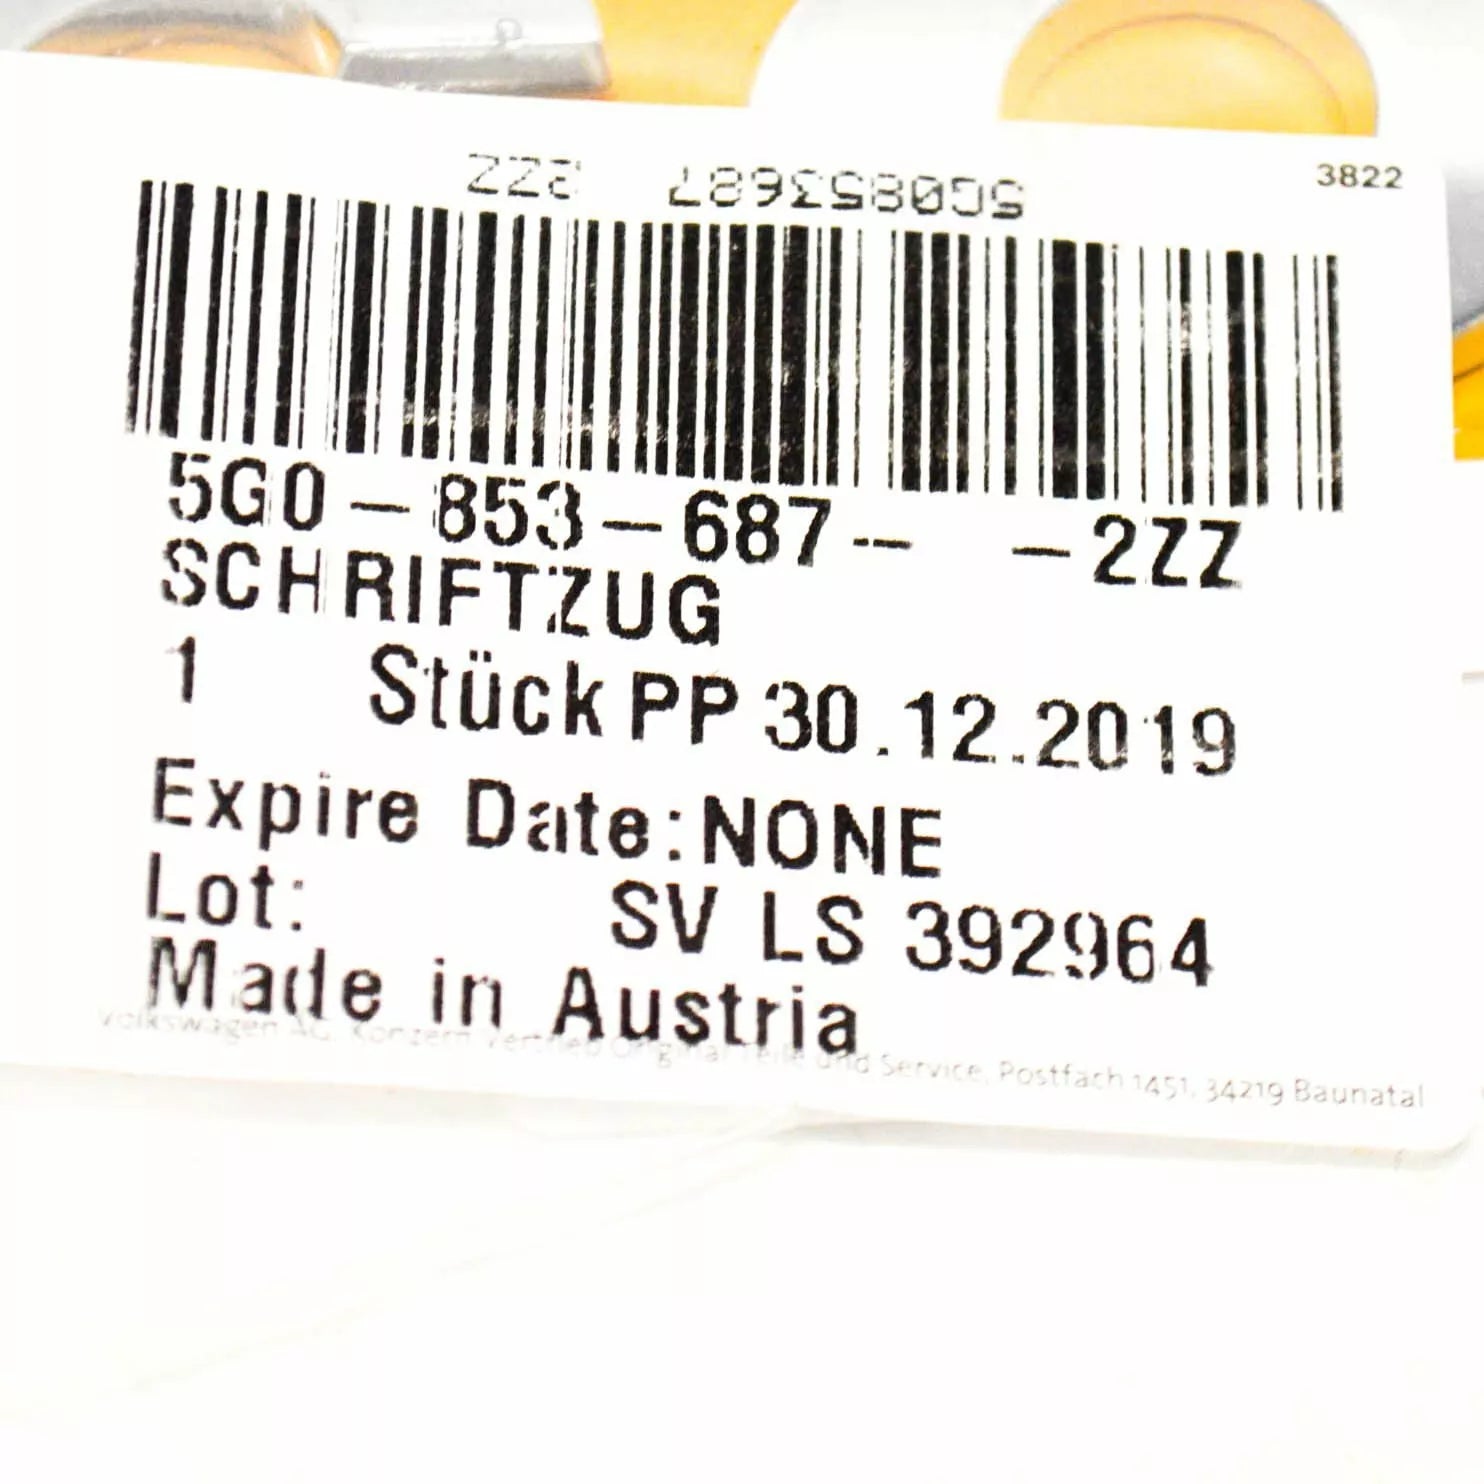 3822
5G0853687 2ZZ
5G0-853-687-- -2ZZ
SCHRIFTZUG
1 Stück PP 30.12.2019
Expire Date:NONE
Lot: SV LS 392964
Made in Austria
Volkswagen AG, Konzern Vertrieb Original Teile und Service, Postfach 1451, 34219 Baunatal